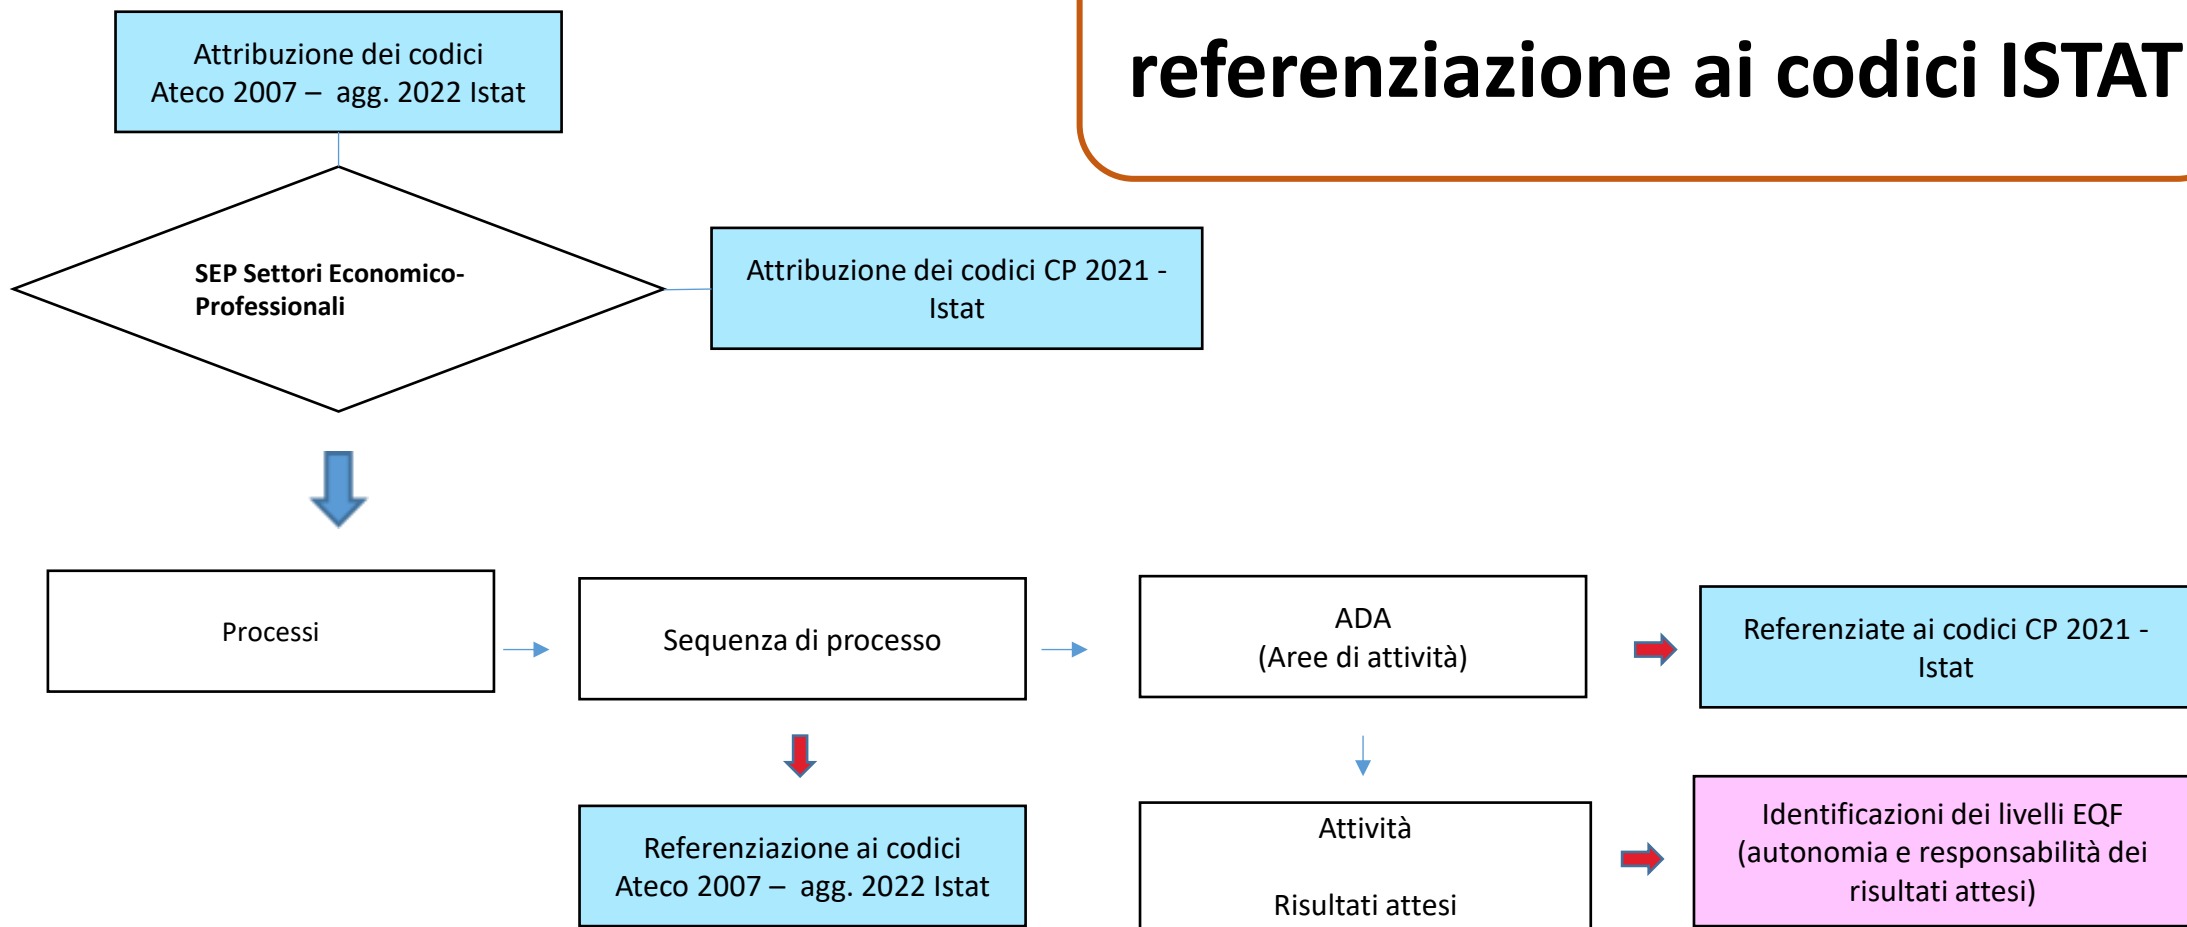 referenziazione ai codici ISTAT
Attribuzione dei codici
Ateco 2007 – agg. 2022 Istat
SEP Settori Economico-
Professionali
Attribuzione dei codici CP 2021 -
Istat
Processi
Sequenza di processo
ADA
(Aree di attività)
Referenziate ai codici CP 2021 -
Istat
Referenziazione ai codici
Ateco 2007 – agg. 2022 Istat
Attività
Risultati attesi
Identificazioni dei livelli EQF
(autonomia e responsabilità dei
risultati attesi)